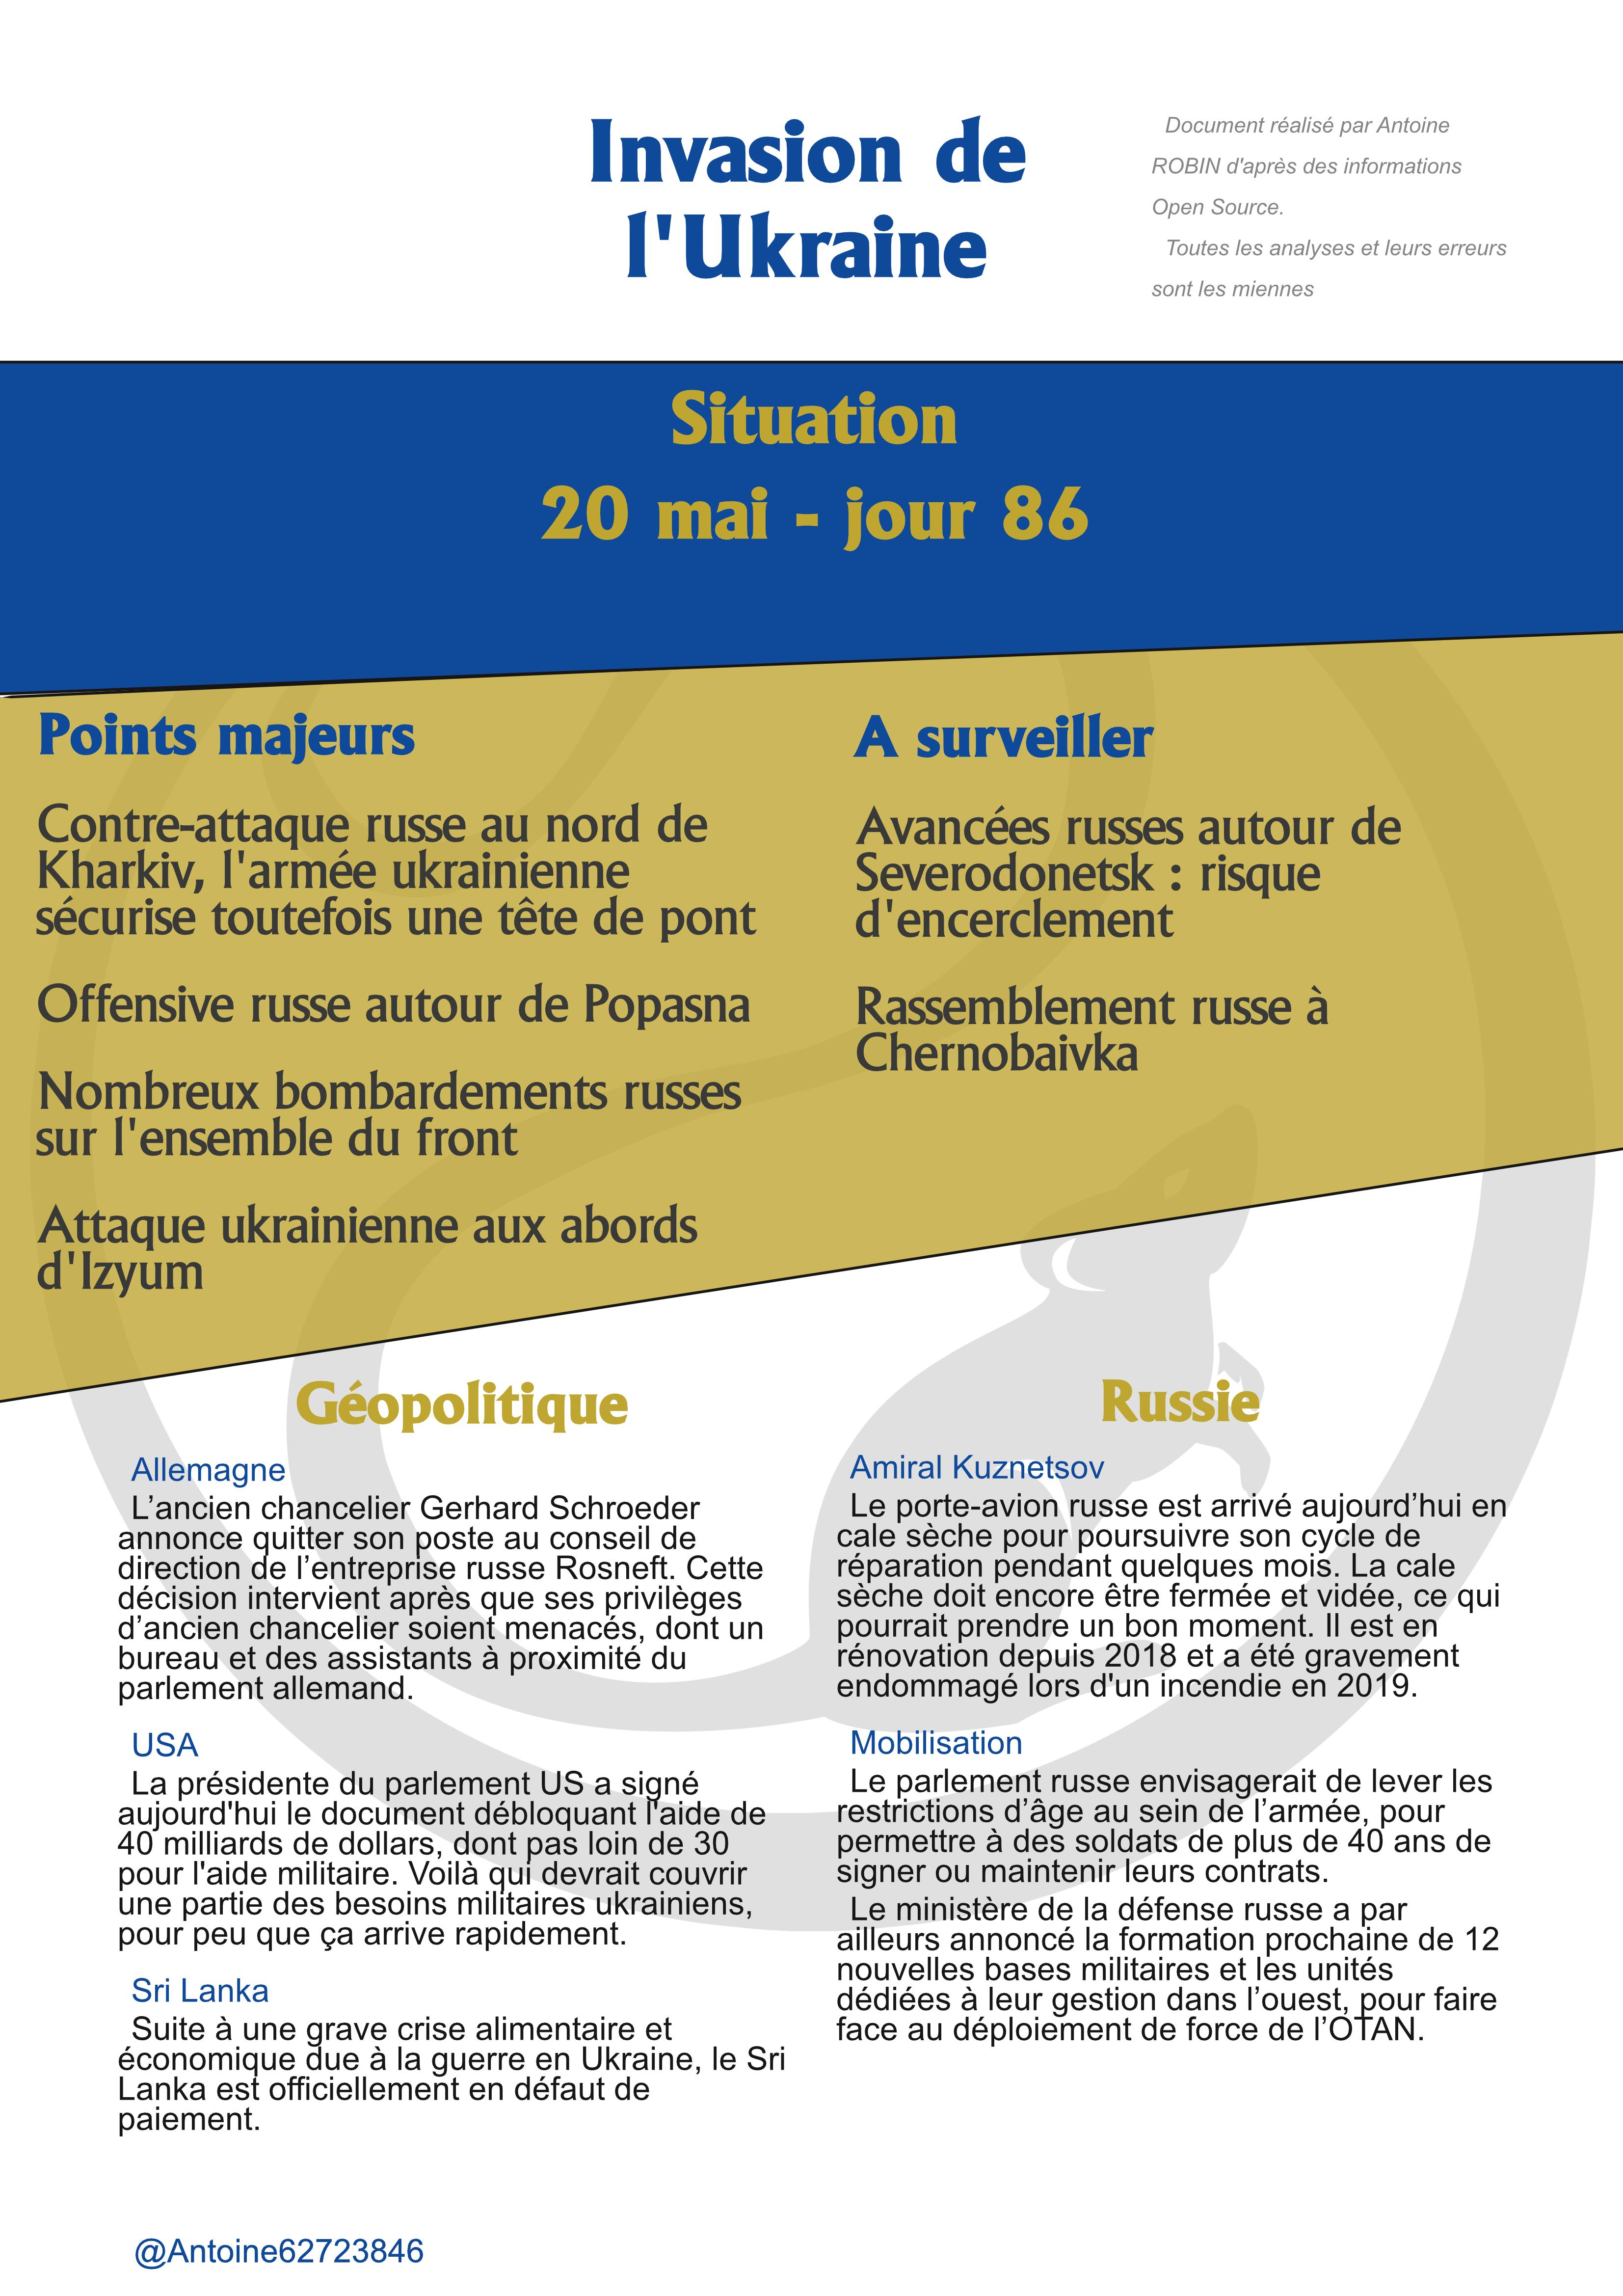 Invasion de
l'Ukraine
Document réalisé par Antoine
ROBIN d'après des informations
Open Source.
Toutes les analyses et leurs erreurs
sont les miennes
Situation
20 mai - jour 86
Points majeurs
Contre-attaque russe au nord de
Kharkiv, l'armée ukrainienne
sécurise toutefois une tête de pont
Offensive russe autour de Popasna
Nombreux bombardements russes
sur l'ensemble du front
Attaque ukrainienne aux abords
d'Izyum
A surveiller
Avancées russes autour de
Severodonetsk : risque
d'encerclement
Rassemblement russe à
Chernobaivka
Géopolitique
Allemagne
L’ancien chancelier Gerhard Schroeder
annonce quitter son poste au conseil de
direction de l’entreprise russe Rosneft. Cette
décision intervient après que ses privilèges
d’ancien chancelier soient menacés, dont un
bureau et des assistants à proximité du
parlement allemand.
USA
La présidente du parlement US a signé
aujourd'hui le document débloquant l'aide de
40 milliards de dollars, dont pas loin de 30
pour l'aide militaire. Voilà qui devrait couvrir
une partie des besoins militaires ukrainiens,
pour peu que ça arrive rapidement.
Sri Lanka
Suite à une grave crise alimentaire et
économique due à la guerre en Ukraine, le Sri
Lanka est officiellement en défaut de
paiement.
Russie
Amiral Kuznetsov
Le porte-avion russe est arrivé aujourd’hui en
cale sèche pour poursuivre son cycle de
réparation pendant quelques mois. La cale
sèche doit encore être fermée et vidée, ce qui
pourrait prendre un bon moment. Il est en
rénovation depuis 2018 et a été gravement
endommagé lors d'un incendie en 2019.
Mobilisation
Le parlement russe envisagerait de lever les
restrictions d’âge au sein de l’armée, pour
permettre à des soldats de plus de 40 ans de
signer ou maintenir leurs contrats.
Le ministère de la défense russe a par
ailleurs annoncé la formation prochaine de 12
nouvelles bases militaires et les unités
dédiées à leur gestion dans l’ouest, pour faire
face au déploiement de force de l’OTAN.
@Antoine62723846